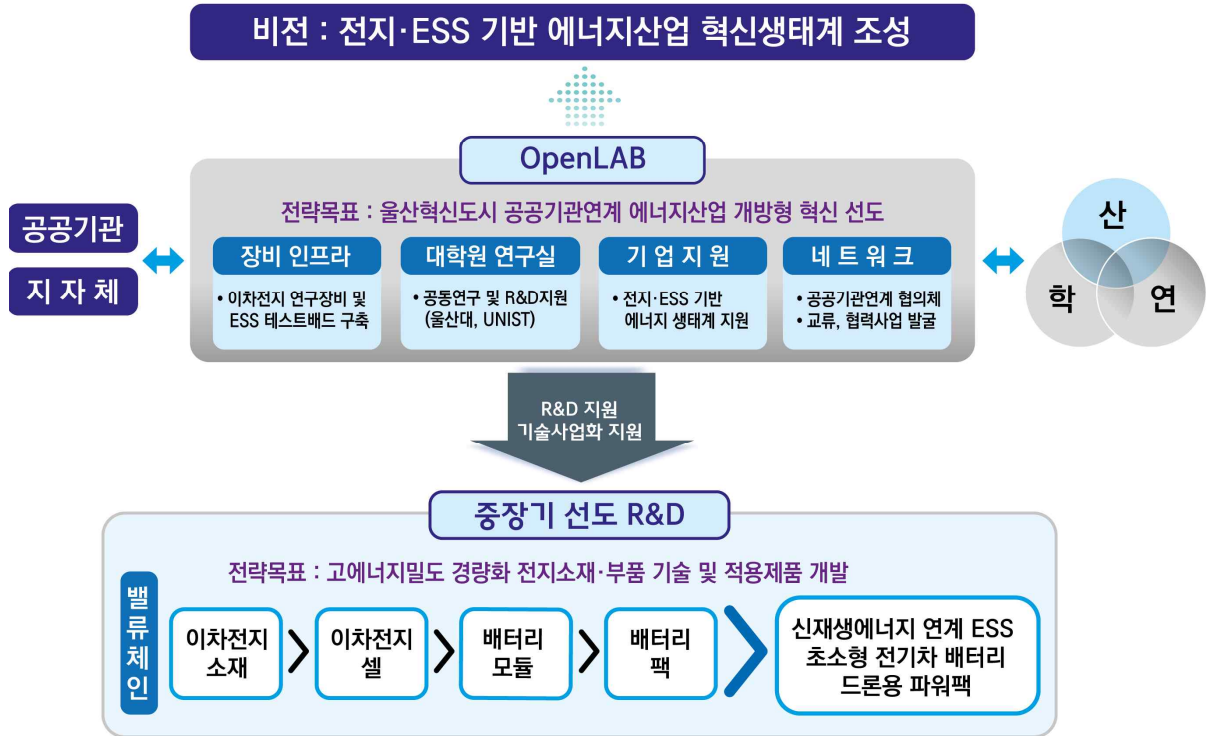 비전 : 전지·ESS 기반 에너지산업 혁신생태계 조성
OpenLAB
전략목표 : 울산혁신도시 공공기관연계 에너지산업 개방형 혁신 선도
공공기관
지 자 체
장비 인프라
• 이차전지 연구장비 및
ESS 테스트배드 구축
대학원 연구실
• 공동연구 및 R&D지원
(울산대, UNIST)
기 업 지 원
• 전지·ESS 기반
에너지 생태계 지원
네 트 워 크
• 공공기관연계 협의체
• 교류, 협력사업 발굴
산
학
연
R&D 지원
기술사업화 지원
중장기 선도 R&D
전략목표 : 고에너지밀도 경량화 전지소재·부품 기술 및 적용제품 개발
밸
류
체
인
이차전지
소재
이차전지
셀
배터리
모듈
배터리
팩
신재생에너지 연계 ESS
초소형 전기차 배터리
드론용 파워팩